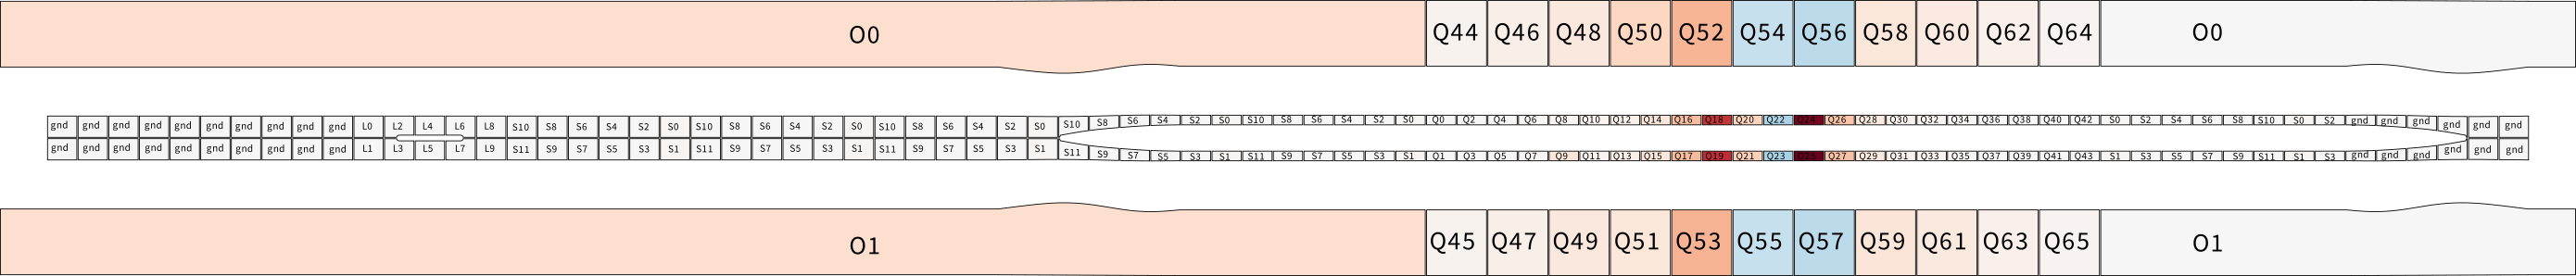 O0 Q44 Q46 Q48 Q50 Q52 Q54 Q56 Q58 Q60 Q62 Q64 O0
gnd gnd gnd gnd gnd gnd gnd gnd gnd gnd L0 L2 L4 L6 L8 S10 S8 S6 S4 S2 S0 S10 S8 S6 S4 S2 S0 S10 S8 S6 S4 S2 S0 S10 S8 S6 S4 S2 S0 S10 S8 S6 S4 S2 S0 Q0 Q2 Q4 Q6 Q8 Q10 Q12 Q14 Q16 Q18 Q20 Q22 Q24 Q26 Q28 Q30 Q32 Q34 Q36 Q38 Q40 Q42 S0 S2 S4 S6 S8 S10 S0 S2 gnd gnd gnd gnd gnd gnd
gnd gnd gnd gnd gnd gnd gnd gnd gnd gnd L1 L3 L5 L7 L9 S11 S9 S7 S5 S3 S1 S11 S9 S7 S5 S3 S1 S11 S9 S7 S5 S3 S1 S11 S9 S7 S5 S3 S1 S11 S9 S7 S5 S3 S1 Q1 Q3 Q5 Q7 Q9 Q11 Q13 Q15 Q17 Q19 Q21 Q23 Q25 Q27 Q29 Q31 Q33 Q35 Q37 Q39 Q41 Q43 S1 S3 S5 S7 S9 S11 S1 S3 gnd gnd gnd gnd gnd gnd
O1 Q45 Q47 Q49 Q51 Q53 Q55 Q57 Q59 Q61 Q63 Q65 O1